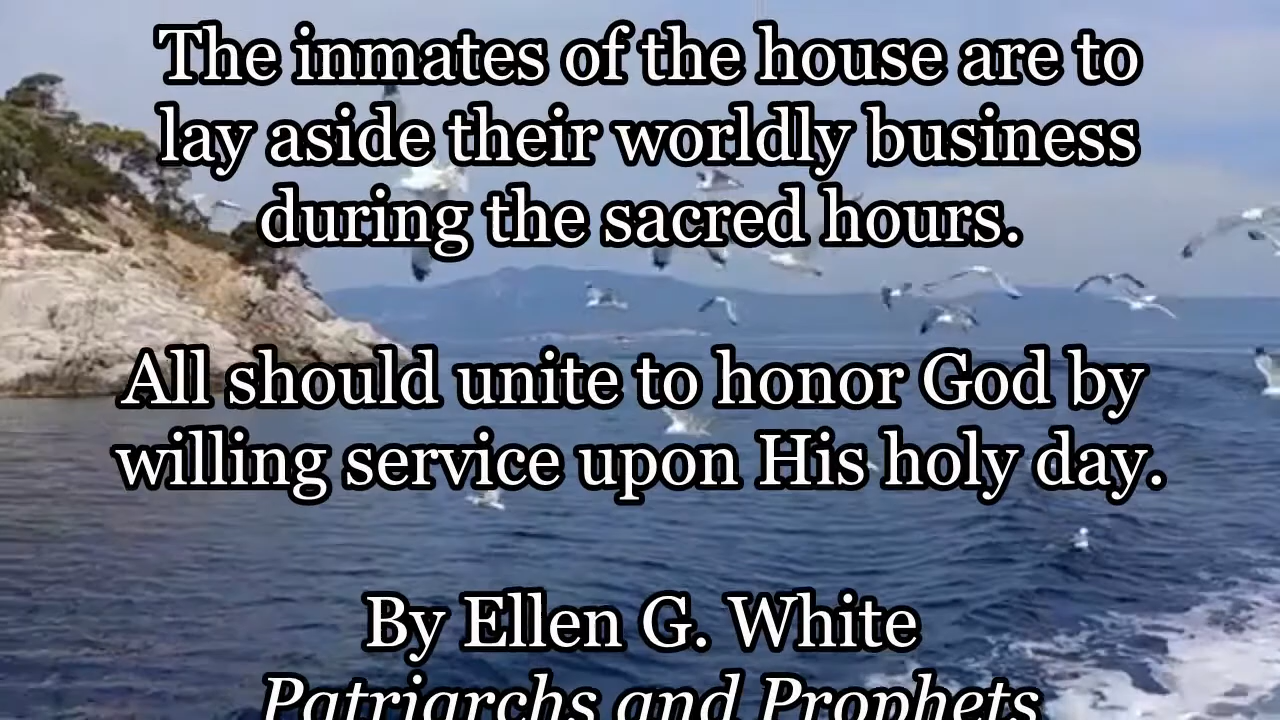 The inmates of the house are to
lay aside their worldly business
during the sacred hours.
All should unite to honor God by
willing service upon His holy day.
By Ellen G. White
Patriarchs and Prophets